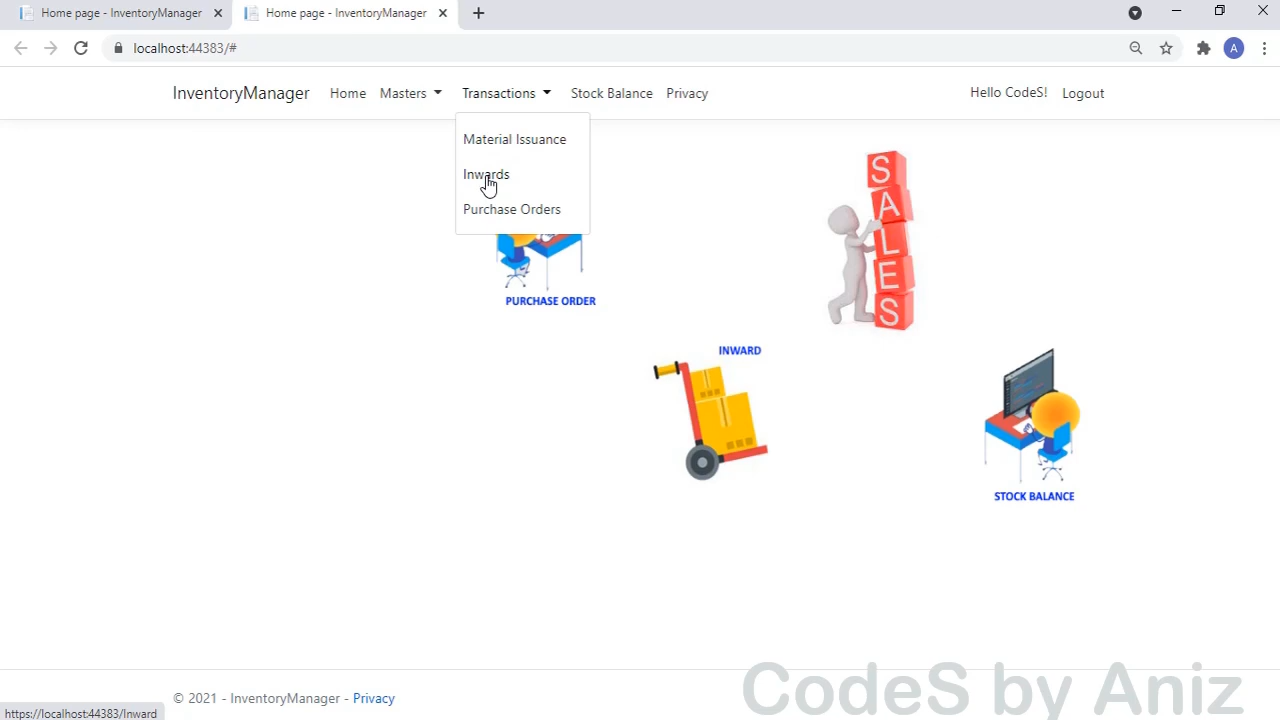 Home page - InventoryManager
Home page - InventoryManager
localhost:44383/#
A
InventoryManager Home Masters Transactions Stock Balance Privacy Hello CodeS! Logout
Material Issuance
Inwards
Purchase Orders
SALES
PURCHASE ORDER
INWARD
STOCK BALANCE
© 2021 - InventoryManager - Privacy
CodeS by Aniz
https://localhost:44383/Inward